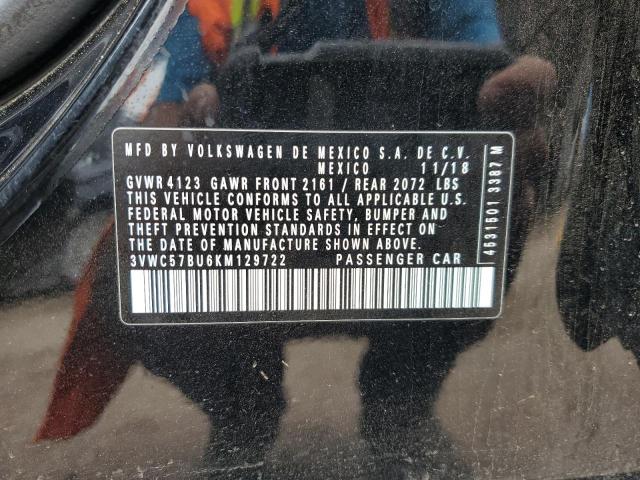 MFD BY VOLKSWAGEN DE MEXICO S.A. DE C.V.
MEXICO 11/18
GVWR 4123 GAWR FRONT 2161 / REAR 2072 LBS
THIS VEHICLE CONFORMS TO ALL APPLICABLE U.S.
FEDERAL MOTOR VEHICLE SAFETY, BUMPER AND
THEFT PREVENTION STANDARDS IN EFFECT ON
THE DATE OF MANUFACTURE SHOWN ABOVE.
3VWC57BU6KM129722 PASSENGER CAR
4531501 3387 M